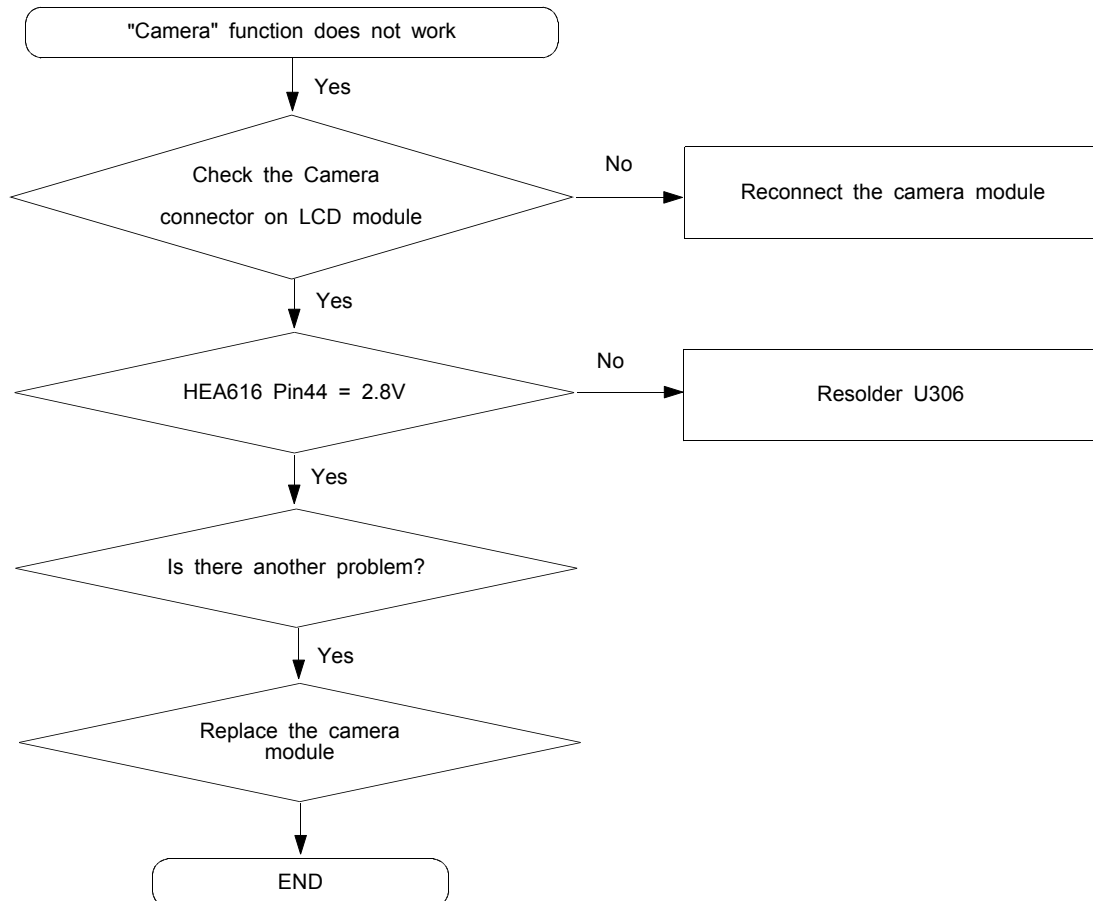 "Camera" function does not work
Yes
Check the Camera
connector on LCD module
No
Reconnect the camera module
Yes
HEA616 Pin44 = 2.8V
No
Resolder U306
Yes
Is there another problem?
Yes
Replace the camera
module
END